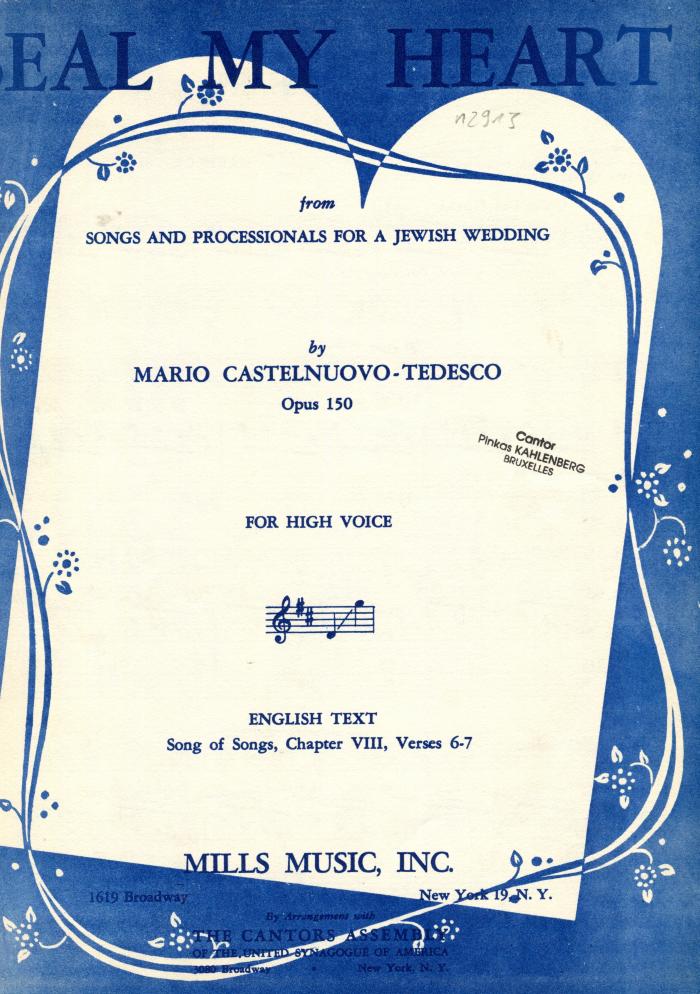 SEAL MY HEART
n2913
from
SONGS AND PROCESSIONALS FOR A JEWISH WEDDING
by
MARIO CASTELNUOVO-TEDESCO
Opus 150
Cantor
Pinkas KAHLENBERG
BRUXELLES
FOR HIGH VOICE
ENGLISH TEXT
Song of Songs, Chapter VIII, Verses 6-7
MILLS MUSIC, INC.
1619 Broadway New York 19, N. Y.
By Arrangement with
THE CANTORS ASSEMBLY
OF THE UNITED SYNAGOGUE OF AMERICA
3080 Broadway • New York, N. Y.